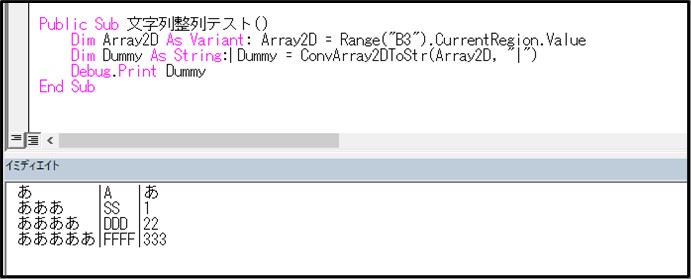 Public Sub 文字列整列テスト()
    Dim Array2D As Variant: Array2D = Range("B3").CurrentRegion.Value
    Dim Dummy As String: Dummy = ConvArray2DToStr(Array2D, "|")
    Debug.Print Dummy
End Sub
イミディエイト
あ        |A   |あ
あああ    |SS  |1
ああああ  |DDD |22
あああああ|FFFF|333